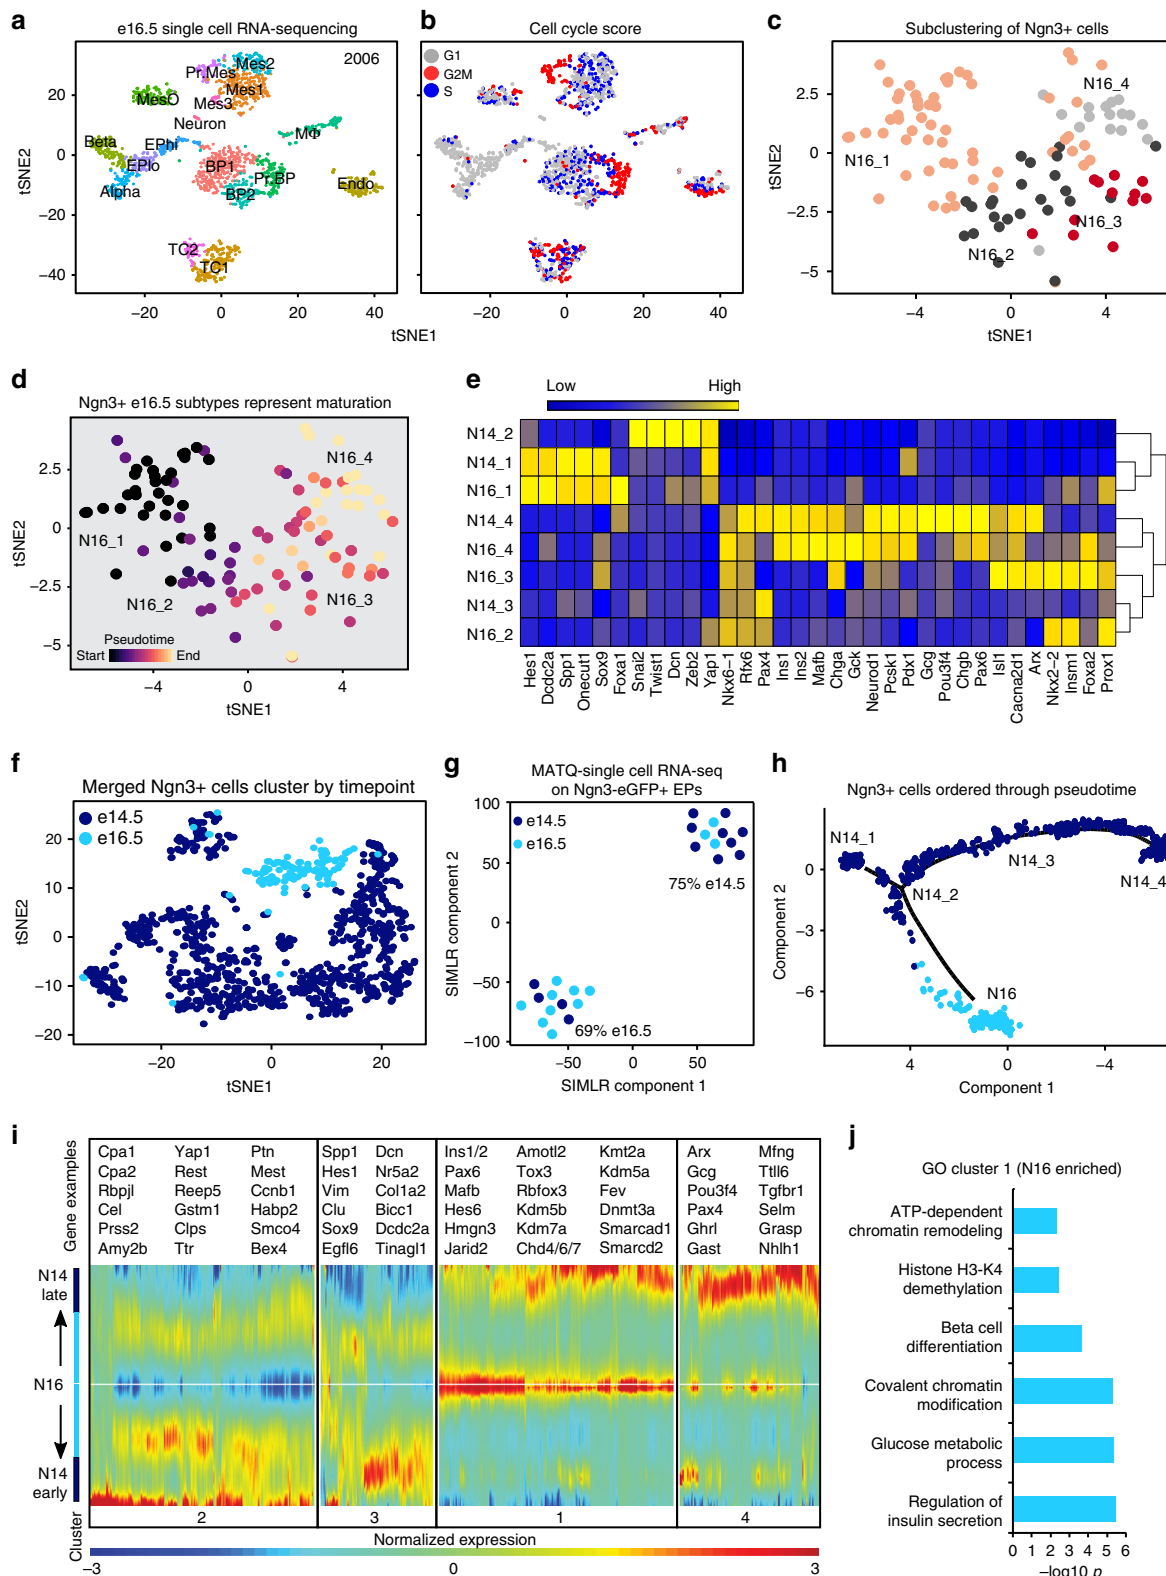 a
e16.5 single cell RNA-sequencing
2006
Pr.Mes
Mes2
Mes1
MesO
Mes3
Neuron
MΦ
Beta
EPhi
EPlo
BP1
Alpha
Pr.BP
BP2
Endo
TC2
TC1
20
0
−20
−40
tSNE2
−20
0
20
40
tSNE1
b
Cell cycle score
G1
G2M
S
−20
0
20
40
c
Subclustering of Ngn3+ cells
N16_4
N16_1
N16_3
N16_2
2.5
0
−2.5
−5
tSNE2
−4
0
4
tSNE1
d
Ngn3+ e16.5 subtypes represent maturation
N16_4
N16_1
N16_2
N16_3
Pseudotime
Start
End
2.5
0
−2.5
−5
tSNE2
−4
0
4
tSNE1
e
Low
High
N14_2
N14_1
N16_1
N14_4
N16_4
N16_3
N14_3
N16_2
Hes1
Dcdc2a
Spp1
Onecut1
Sox9
Foxa1
Snai2
Twist1
Dcn
Zeb2
Yap1
Nkx6−1
Rfx6
Pax4
Ins1
Ins2
Mafb
Chga
Gck
Neurod1
Pcsk1
Pdx1
Gcg
Pou3f4
Chgb
Pax6
Isl1
Cacna2d1
Arx
Nkx2−2
Insm1
Foxa2
Prox1
f
Merged Ngn3+ cells cluster by timepoint
e14.5
e16.5
20
10
0
−10
−20
tSNE2
−20
0
20
tSNE1
g
MATQ-single cell RNA-seq
on Ngn3-eGFP+ EPs
e14.5
e16.5
75% e14.5
69% e16.5
100
50
0
−50
−100
SIMLR component 2
−50
0
50
SIMLR component 1
h
Ngn3+ cells ordered through pseudotime
N14_1
N14_2
N14_3
N14_4
N16
0
−3
−6
Component 2
4
0
−4
Component 1
i
Gene examples
Cpa1 Yap1 Ptn
Cpa2 Rest Mest
Rbpjl Reep5 Ccnb1
Cel Gstm1 Habp2
Prss2 Clps Smco4
Amy2b Ttr Bex4
Spp1 Dcn
Hes1 Nr5a2
Vim Col1a2
Clu Bicc1
Sox9 Dcdc2a
Egfl6 Tinagl1
Ins1/2 Amotl2 Kmt2a
Pax6 Tox3 Kdm5a
Mafb Rbfox3 Fev
Hes6 Kdm5b Dnmt3a
Hmgn3 Kdm7a Smarcad1
Jarid2 Chd4/6/7 Smarcd2
Arx Mfng
Gcg Ttll6
Pou3f4 Tgfbr1
Pax4 Selm
Ghrl Grasp
Gast Nhlh1
N14
late
N16
N14
early
Cluster
2
3
1
4
Normalized expression
−3
0
3
j
GO cluster 1 (N16 enriched)
ATP-dependent
chromatin remodeling
Histone H3-K4
demethylation
Beta cell
differentiation
Covalent chromatin
modification
Glucose metabolic
process
Regulation of
insulin secretion
0 1 2 3 4 5 6
−log10 p